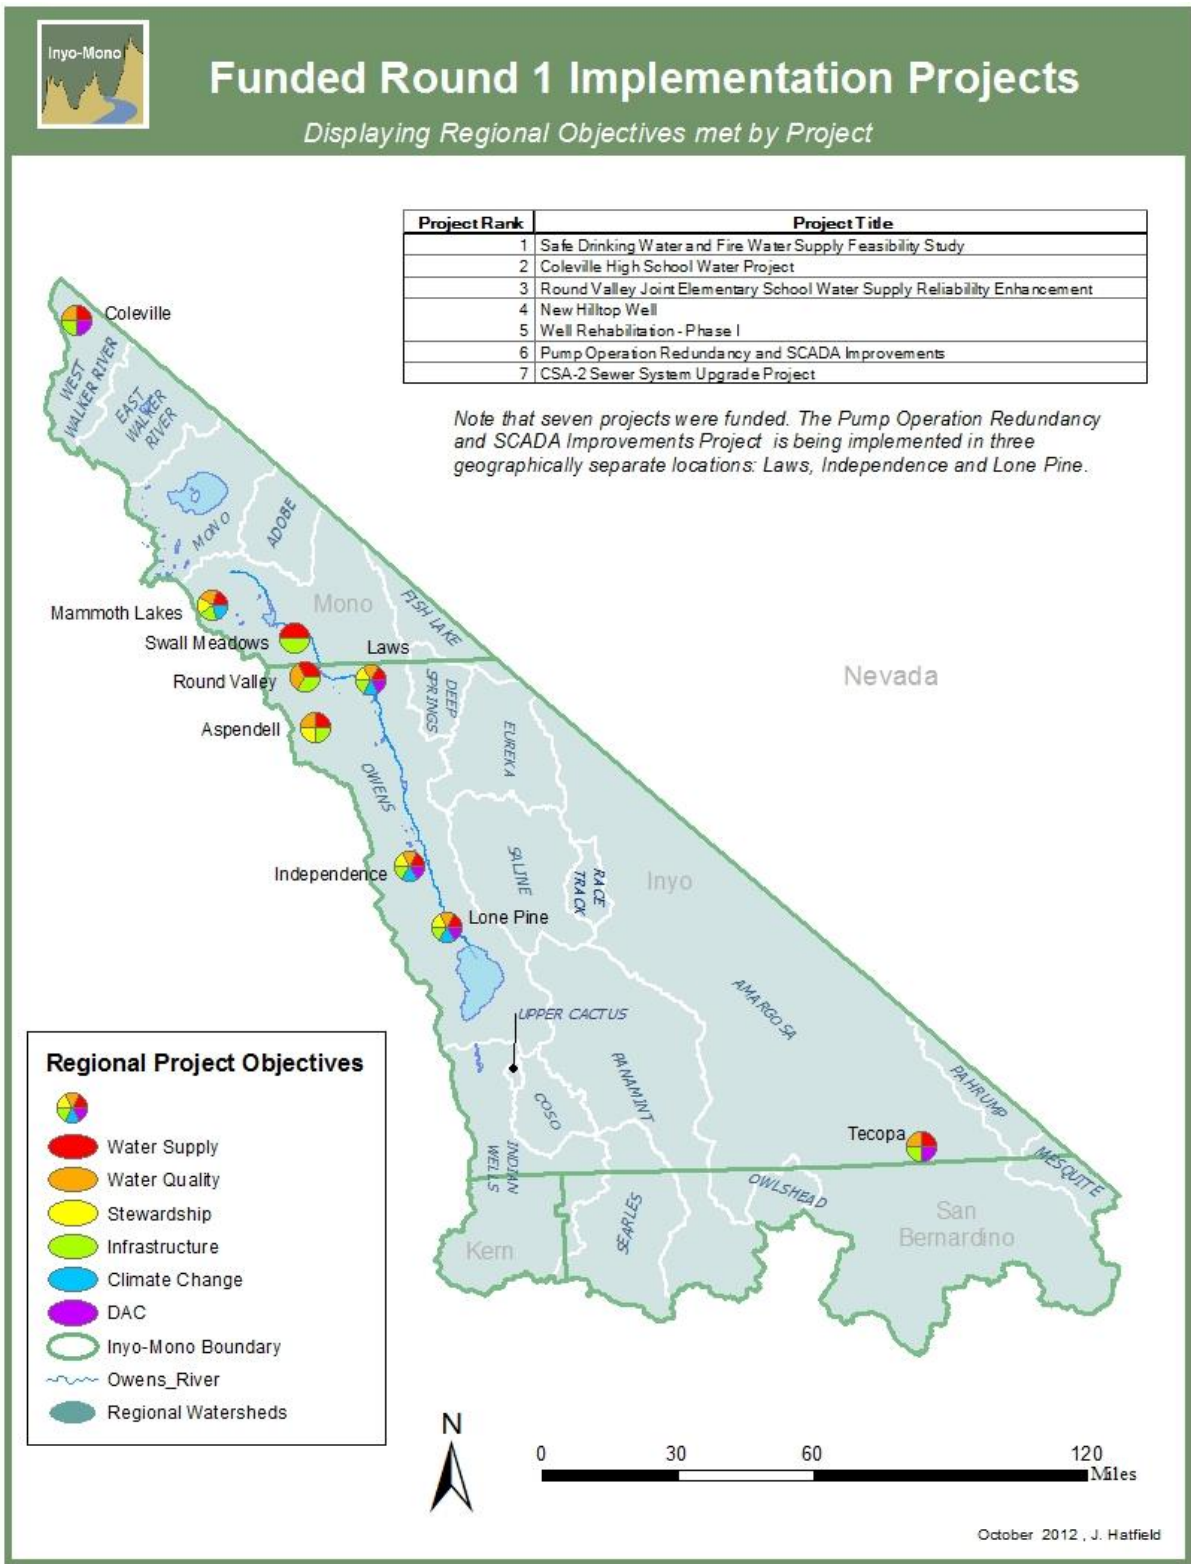 Inyo-Mono
Funded Round 1 Implementation Projects
Displaying Regional Objectives met by Project
Project Rank Project Title
1 Safe Drinking Water and Fire Water Supply Feasibility Study
2 Coleville High School Water Project
3 Round Valley Joint Elementary School Water Supply Reliabililty Enhancement
4 New Hilltop Well
5 Well Rehabilitation - Phase I
6 Pump Operation Redundancy and SCADA Improvements
7 CSA-2 Sewer System Upgrade Project
Note that seven projects were funded. The Pump Operation Redundancy
and SCADA Improvements Project is being implemented in three
geographically separate locations: Laws, Independence and Lone Pine.
Coleville
WEST
WALKER RIVER
EAST
WALKER
RIVER
MONO
ADOBE
Mammoth Lakes
Mono
FISH LAKE
Swall Meadows
Laws
Nevada
Round Valley
DEEP
SPRINGS
Aspendell
EUREKA
OWENS
SALINE
RACE
TRACK
Inyo
Independence
Lone Pine
UPPER CACTUS
AMARGOSA
PANAMINT
COSO
PAHRUMP
Tecopa
INDIAN
WELLS
MESQUITE
OWLSHEAD
SEARLES
San
Bernardino
Kern
Regional Project Objectives
Water Supply
Water Quality
Stewardship
Infrastructure
Climate Change
DAC
Inyo-Mono Boundary
Owens_River
Regional Watersheds
N
0 30 60 120
Miles
October 2012 , J. Hatfield